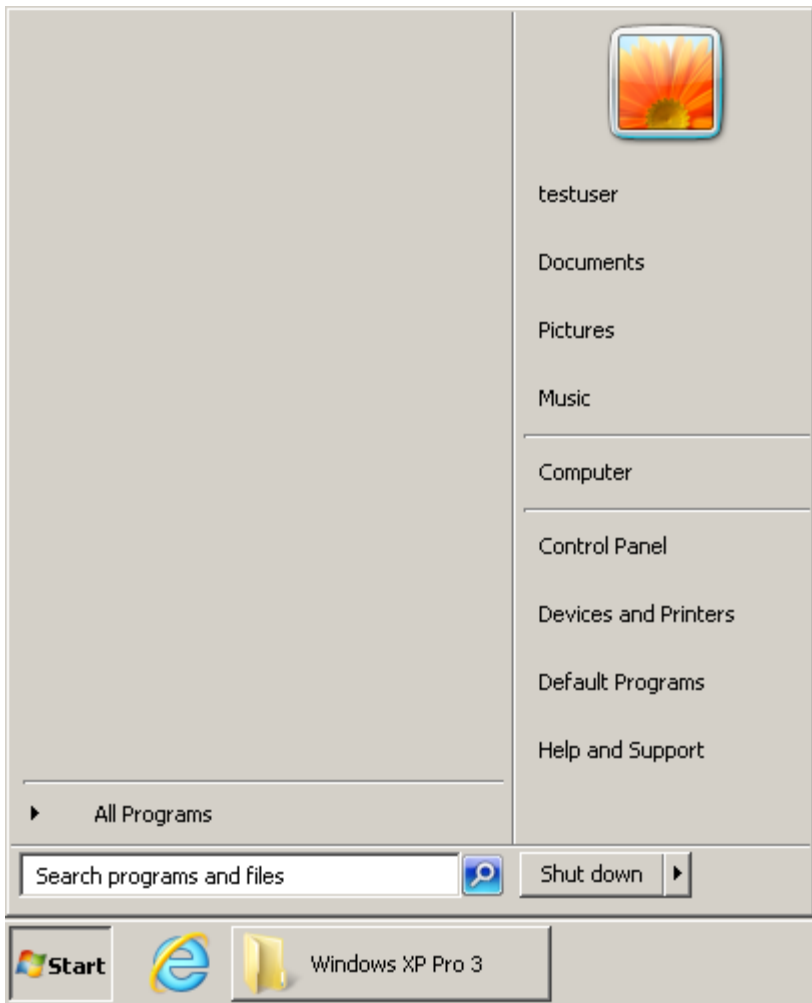 testuser
Documents
Pictures
Music
Computer
Control Panel
Devices and Printers
Default Programs
Help and Support
All Programs
Search programs and files
Shut down
Start
Windows XP Pro 3